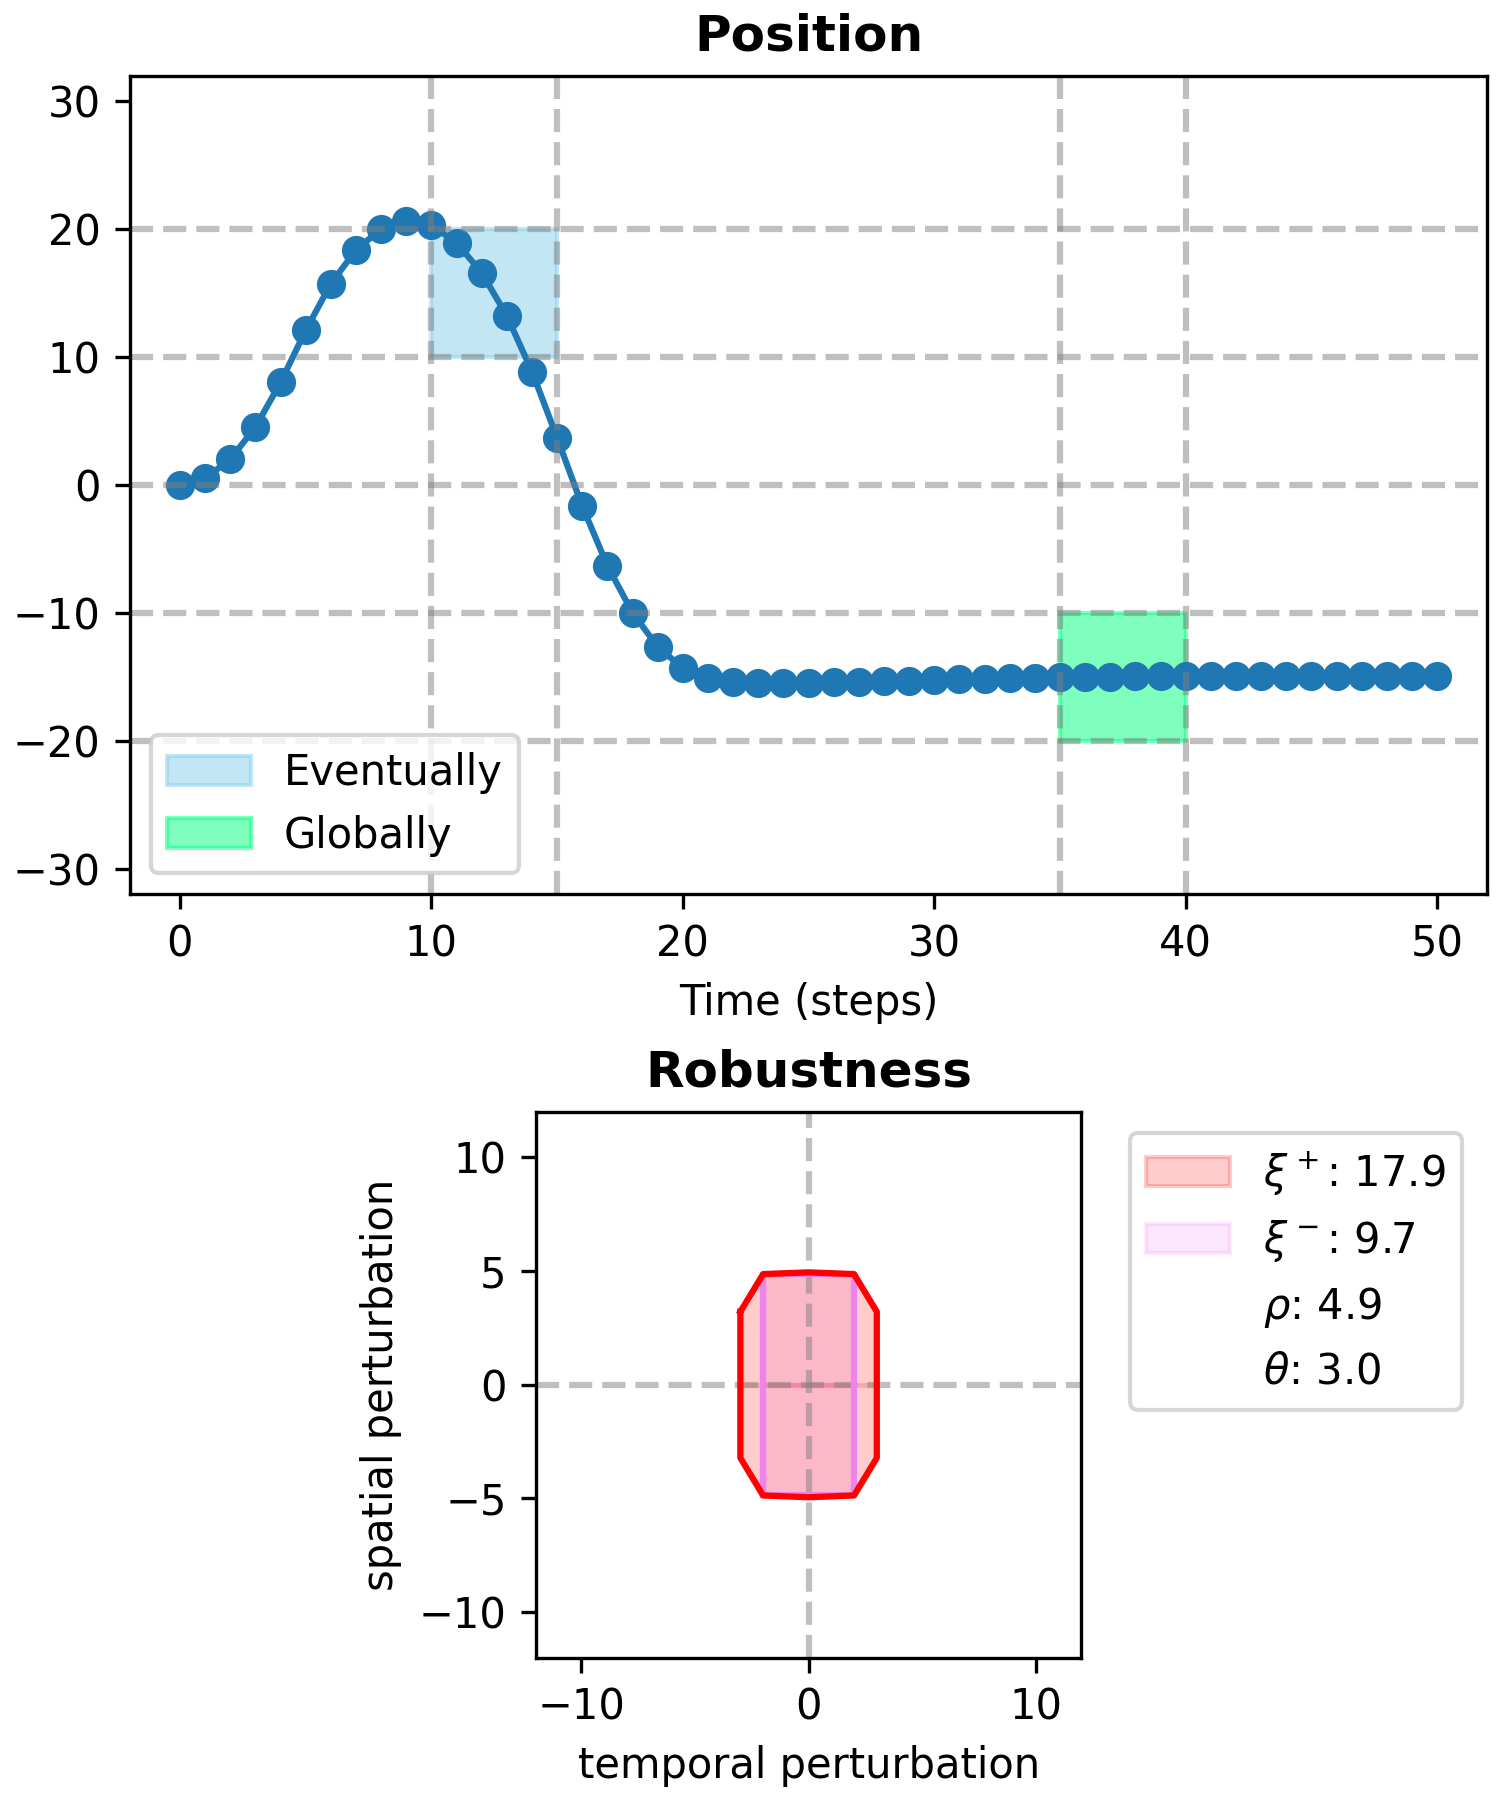 Position
30
20
10
0
−10
−20
−30
Eventually
Globally
0 10 20 30 40 50
Time (steps)
Robustness
10
5
0
−5
−10
spatial perturbation
−10 0 10
temporal perturbation
ξ⁺: 17.9
ξ⁻: 9.7
ρ: 4.9
θ: 3.0